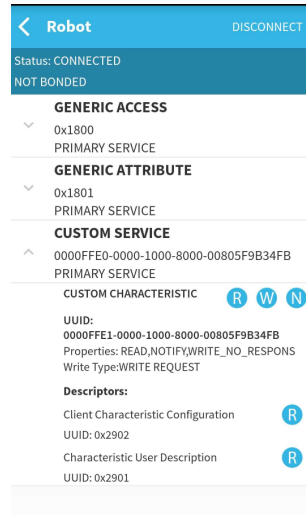 Robot
DISCONNECT
Status: CONNECTED
NOT BONDED
GENERIC ACCESS
0x1800
PRIMARY SERVICE
GENERIC ATTRIBUTE
0x1801
PRIMARY SERVICE
CUSTOM SERVICE
0000FFE0-0000-1000-8000-00805F9B34FB
PRIMARY SERVICE
CUSTOM CHARACTERISTIC R W N
UUID:
0000FFE1-0000-1000-8000-00805F9B34FB
Properties: READ,NOTIFY,WRITE_NO_RESPONS
Write Type:WRITE REQUEST
Descriptors:
Client Characteristic Configuration R
UUID: 0x2902
Characteristic User Description R
UUID: 0x2901